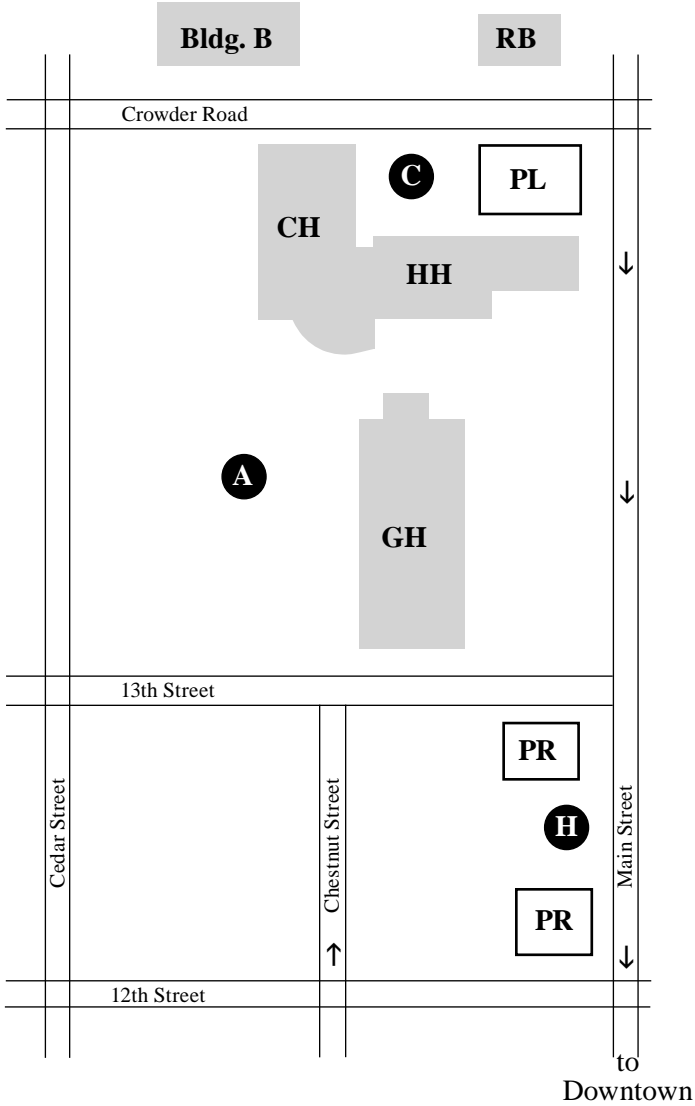 Bldg. B
RB
Crowder Road
C
PL
CH
HH
A
GH
13th Street
PR
Cedar Street
Chestnut Street
H
Main Street
PR
12th Street
to
Downtown